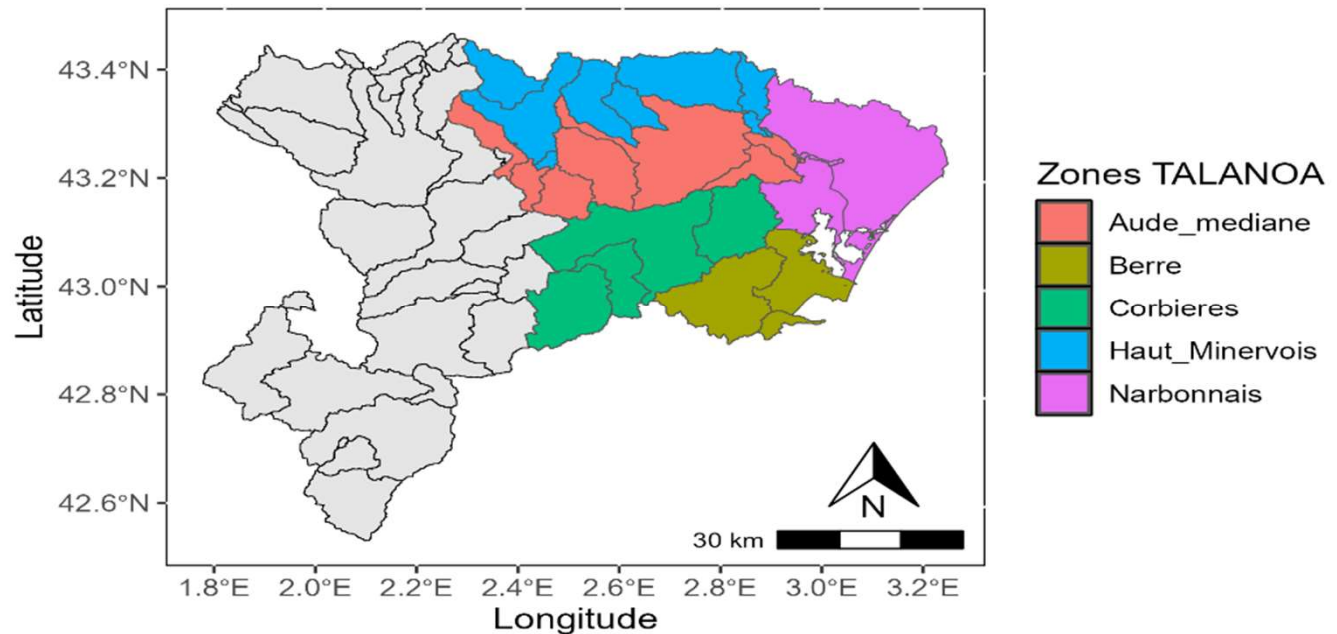 43.4°N
43.2°N
43.0°N
42.8°N
42.6°N
Latitude
1.8°E 2.0°E 2.2°E 2.4°E 2.6°E 2.8°E 3.0°E 3.2°E
Longitude
N
30 km
Zones TALANOA
Aude_mediane
Berre
Corbieres
Haut_Minervois
Narbonnais